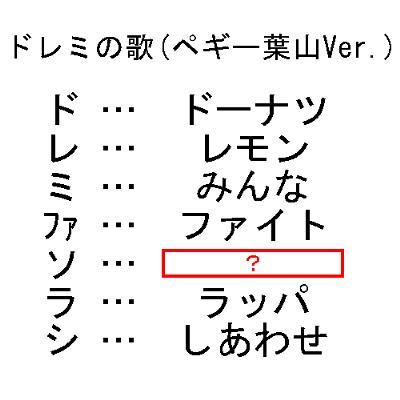 ドレミの歌(ペギー葉山Ver.)
ド … ドーナツ
レ … レモン
ミ … みんな
ファ … ファイト
ソ … ?
ラ … ラッパ
シ … しあわせ